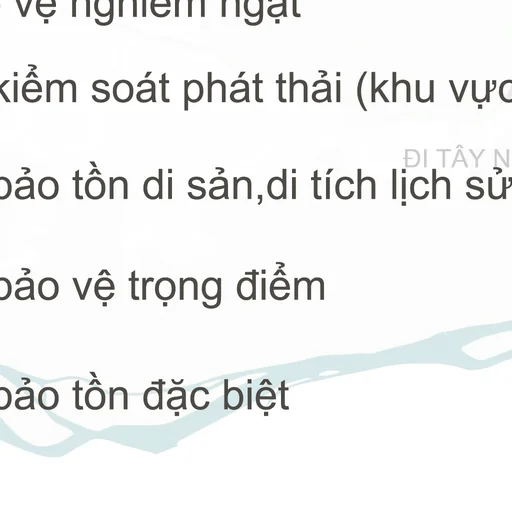 vệ nghiêm ngặt
kiểm soát phát thải (khu vực
ĐI TÂY N
bảo tồn di sản,di tích lịch sử
bảo vệ trọng điểm
bảo tồn đặc biệt